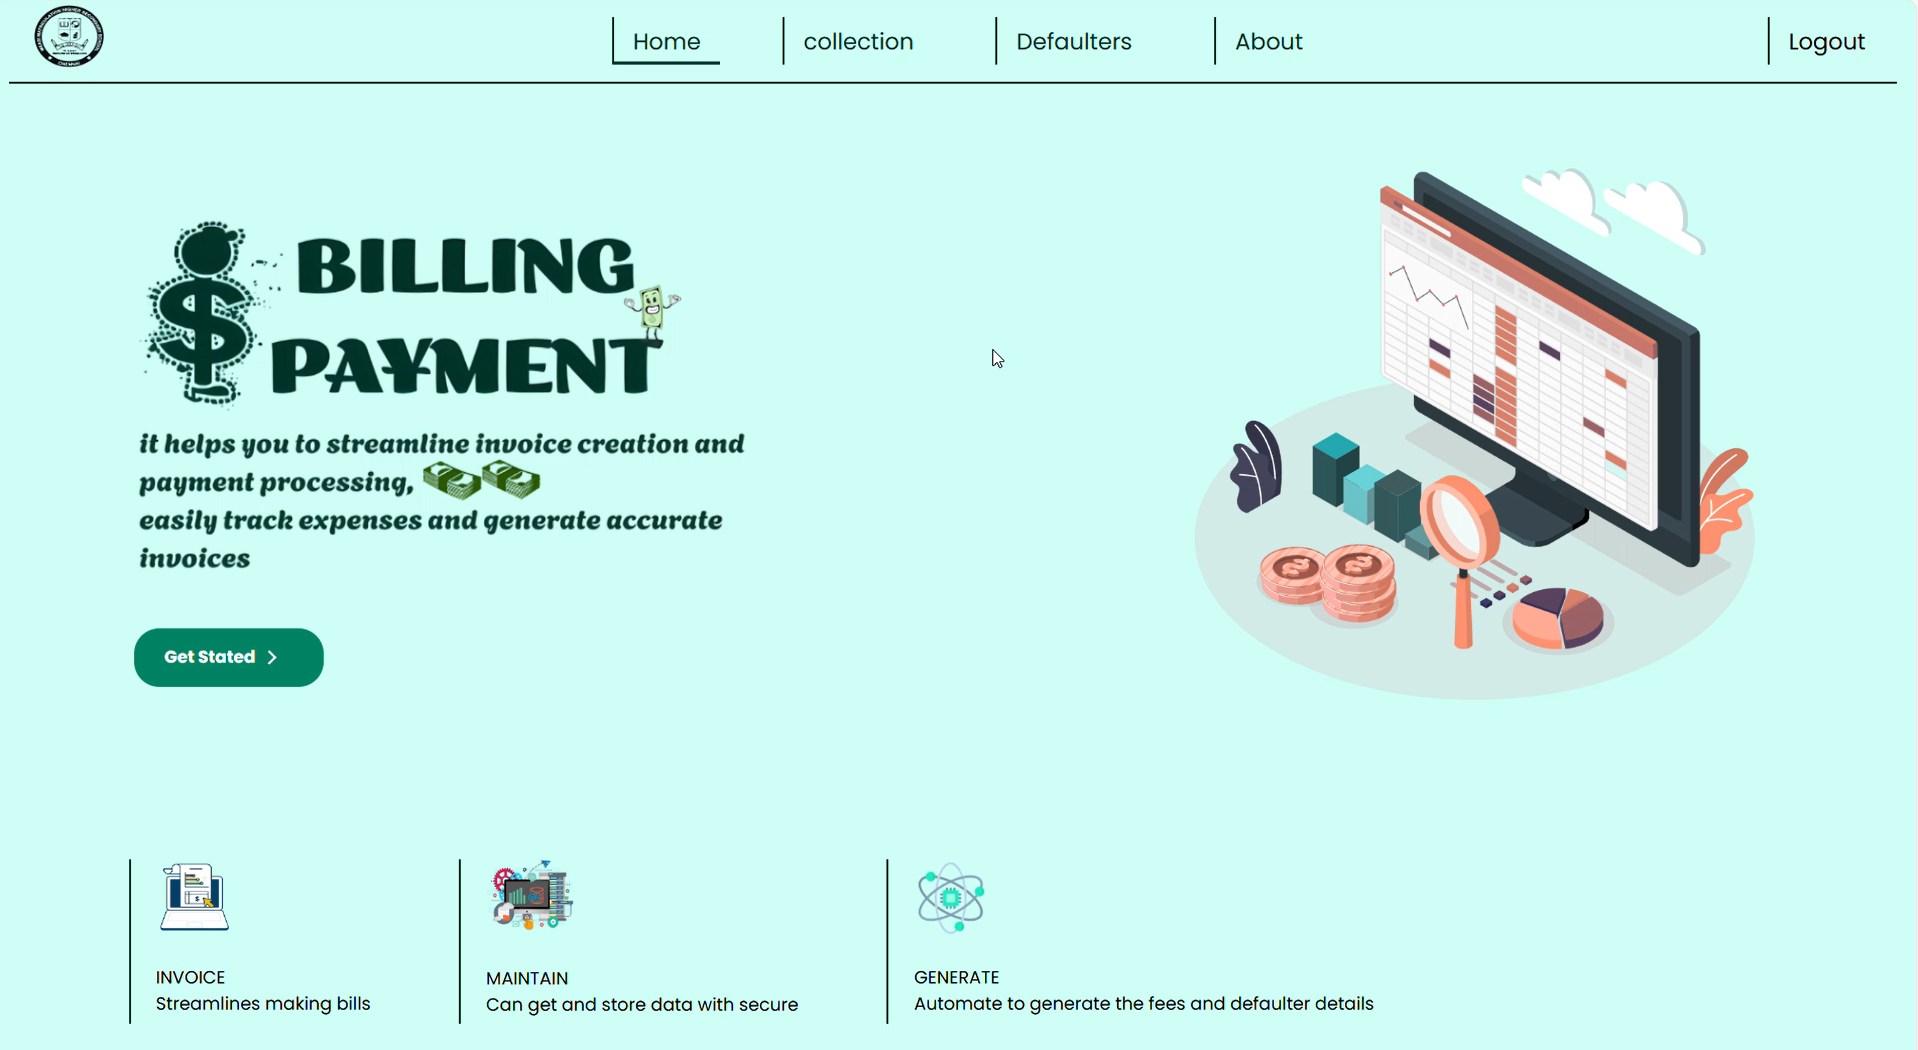 Home
collection
Defaulters
About
Logout
BILLING
PAYMENT
it helps you to streamline invoice creation and
payment processing,
easily track expenses and generate accurate
invoices
Get Stated
INVOICE
Streamlines making bills
MAINTAIN
Can get and store data with secure
GENERATE
Automate to generate the fees and defaulter details